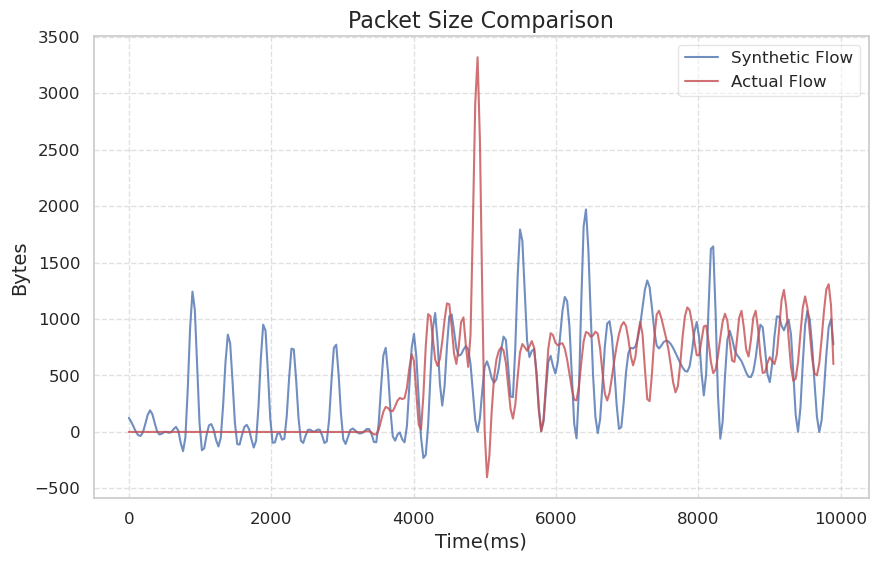 Packet Size Comparison
Synthetic Flow
Actual Flow
3500
3000
2500
2000
1500
1000
500
0
−500
Bytes
0 2000 4000 6000 8000 10000
Time(ms)